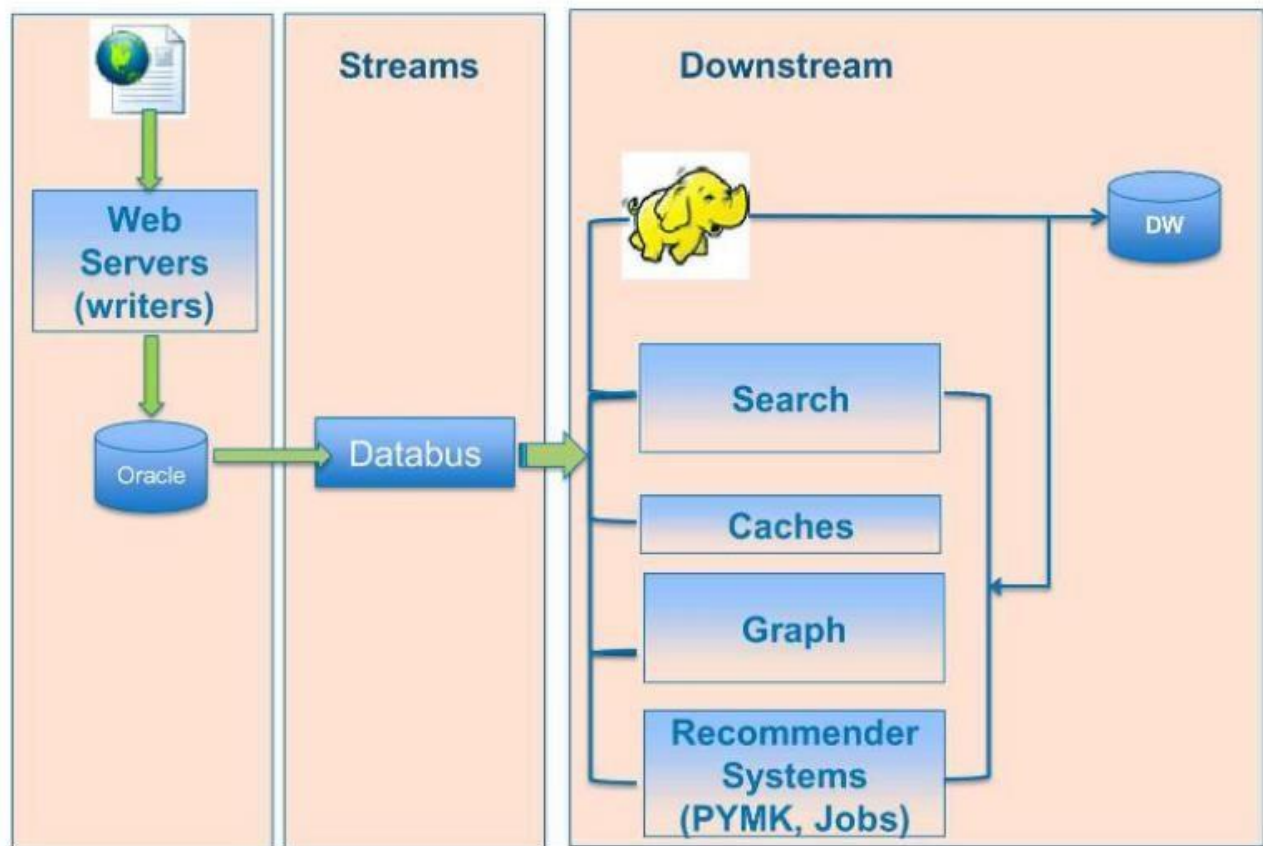 Streams
Downstream
Web
Servers
(writers)
DW
Search
Oracle
Databus
Caches
Graph
Recommender
Systems
(PYMK, Jobs)